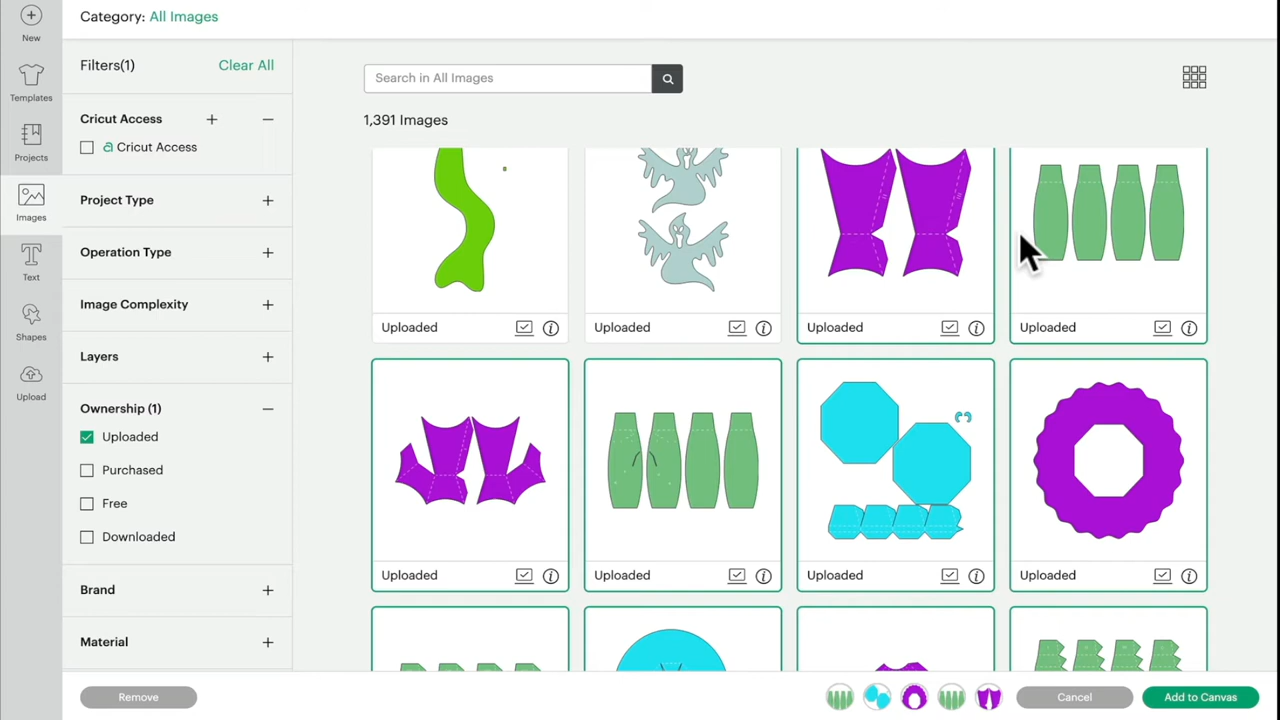 Category: All Images
New
Templates
Projects
Images
Text
Shapes
Upload
Filters(1) Clear All
Cricut Access
Cricut Access
Project Type
Operation Type
Image Complexity
Layers
Ownership (1)
Uploaded
Purchased
Free
Downloaded
Brand
Material
Search in All Images
1,391 Images
Uploaded Uploaded Uploaded Uploaded
Uploaded Uploaded Uploaded Uploaded
Remove Cancel Add to Canvas